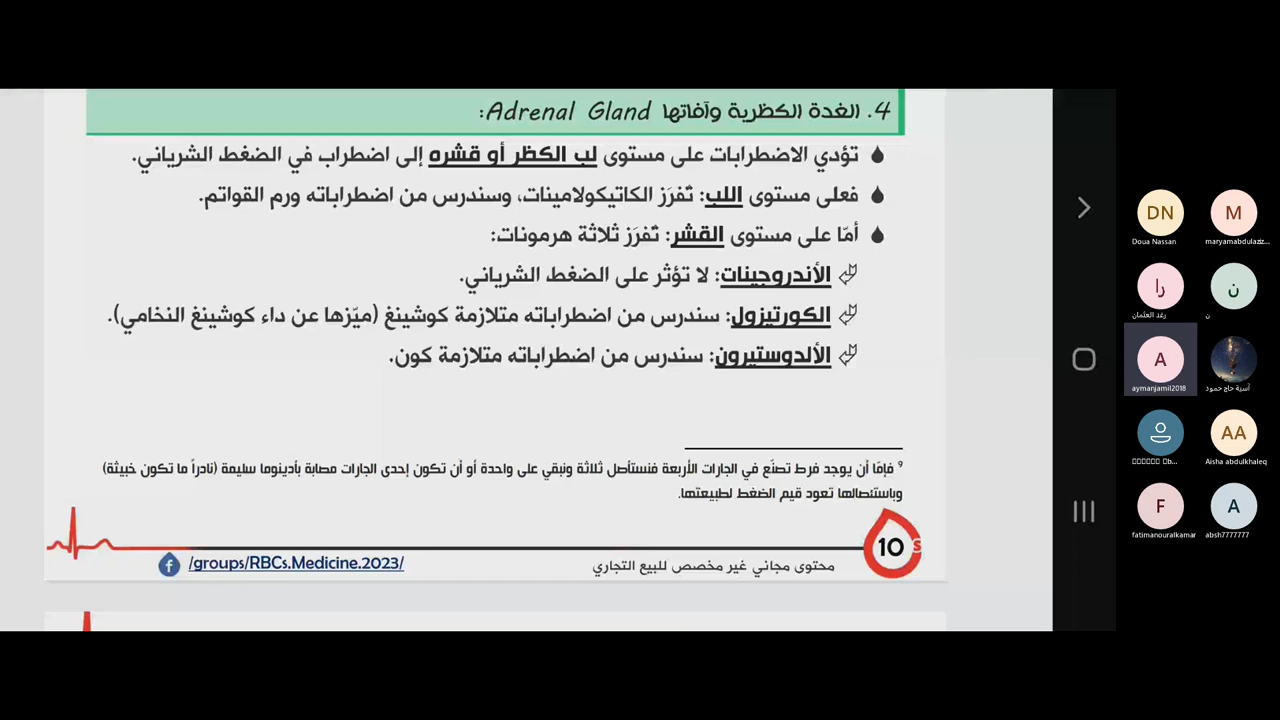 4. الغدة الكظرية وآفاتها Adrenal Gland:
تؤدي الاضطرابات على مستوى لب الكظر أو قشره إلى اضطراب في الضغط الشرياني.
فعلى مستوى اللب: تُفرَز الكاتيكولامينات، وسندرس من اضطراباته ورم القواتم.
أمّا على مستوى القشر: تُفرَز ثلاثة هرمونات:
الأندروجينات: لا تؤثر على الضغط الشرياني.
الكورتيزول: سندرس من اضطراباته متلازمة كوشينغ (ميّزها عن داء كوشينغ النخامي).
الألدوستيرون: سندرس من اضطراباته متلازمة كون.
9 فإمّا أن يوجد فرط تصنّع في الجارات الأربعة فنستأصل ثلاثة ونبقي على واحدة أو أن تكون إحدى الجارات مصابة بأدينوما سليمة (نادراً ما تكون خبيثة)
وباستئصالها تعود قيم الضغط لطبيعتها.
10
محتوى مجاني غير مخصص للبيع التجاري
/groups/RBCs.Medicine.2023/
DN
Doua Nassan
M
maryamabdulaziz...
را
رغد العثمان
ن
ن
A
aymanjamil2018
آسية حاج حمود
AA
Aisha abdulkhaleq
F
fatimanouralkamar
A
absh7777777